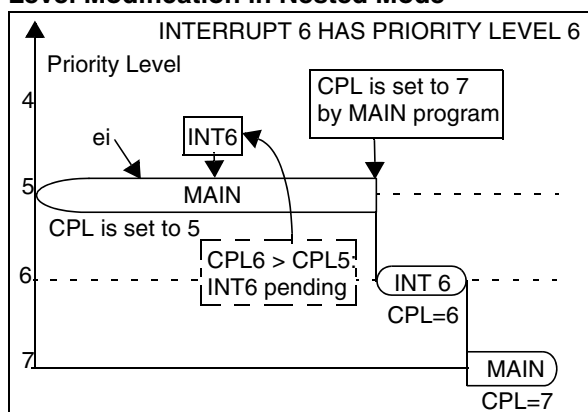 Level Modification in Nested Mode
INTERRUPT 6 HAS PRIORITY LEVEL 6
Priority Level
CPL is set to 7
by MAIN program
4
ei
INT6
5
MAIN
CPL is set to 5
CPL6 > CPL5:
INT6 pending
6
INT 6
CPL=6
7
MAIN
CPL=7